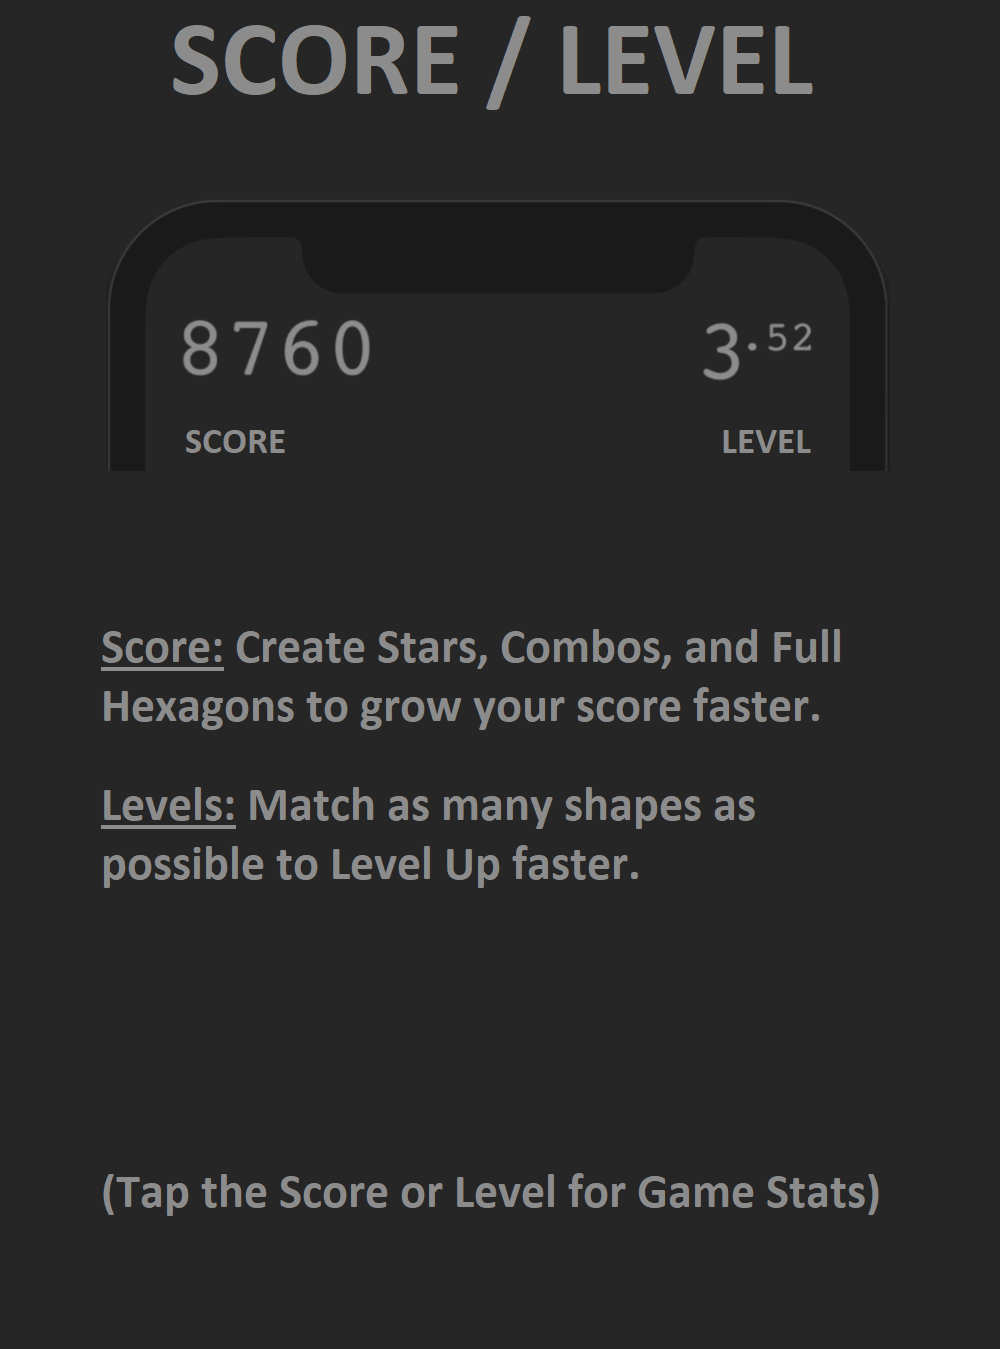 SCORE / LEVEL
8760
3.52
SCORE
LEVEL
Score: Create Stars, Combos, and Full
Hexagons to grow your score faster.
Levels: Match as many shapes as
possible to Level Up faster.
(Tap the Score or Level for Game Stats)